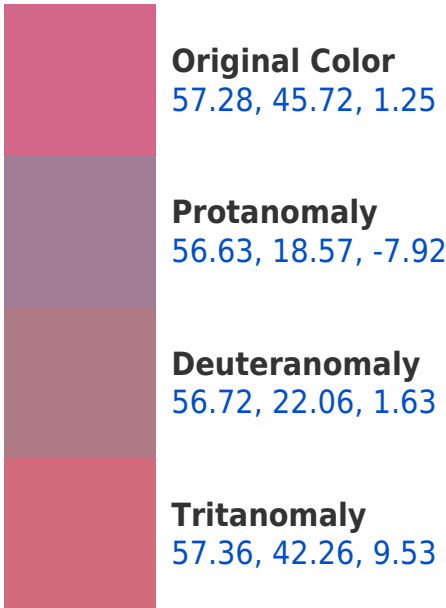 Original Color
57.28, 45.72, 1.25
Protanomaly
56.63, 18.57, -7.92
Deuteranomaly
56.72, 22.06, 1.63
Tritanomaly
57.36, 42.26, 9.53